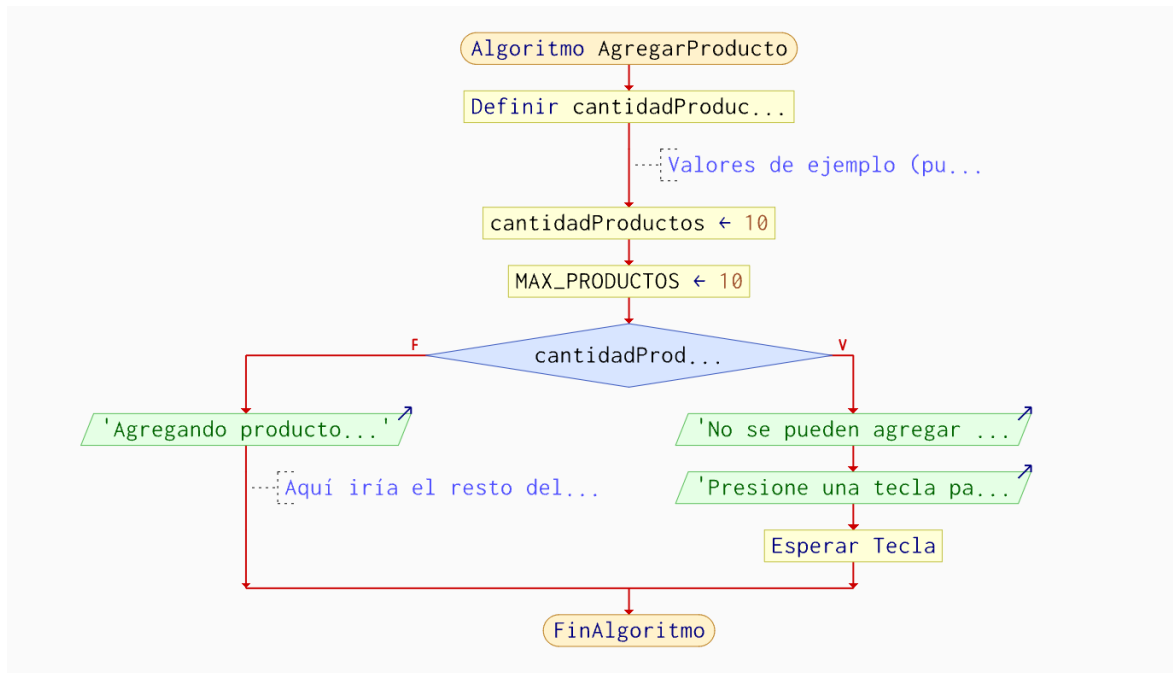 Algoritmo AgregarProducto
Definir cantidadProduc...
Valores de ejemplo (pu...
cantidadProductos ← 10
MAX_PRODUCTOS ← 10
cantidadProd...
F
V
'Agregando producto...'
'No se pueden agregar ...
Aquí iría el resto del...
'Presione una tecla pa...
Esperar Tecla
FinAlgoritmo